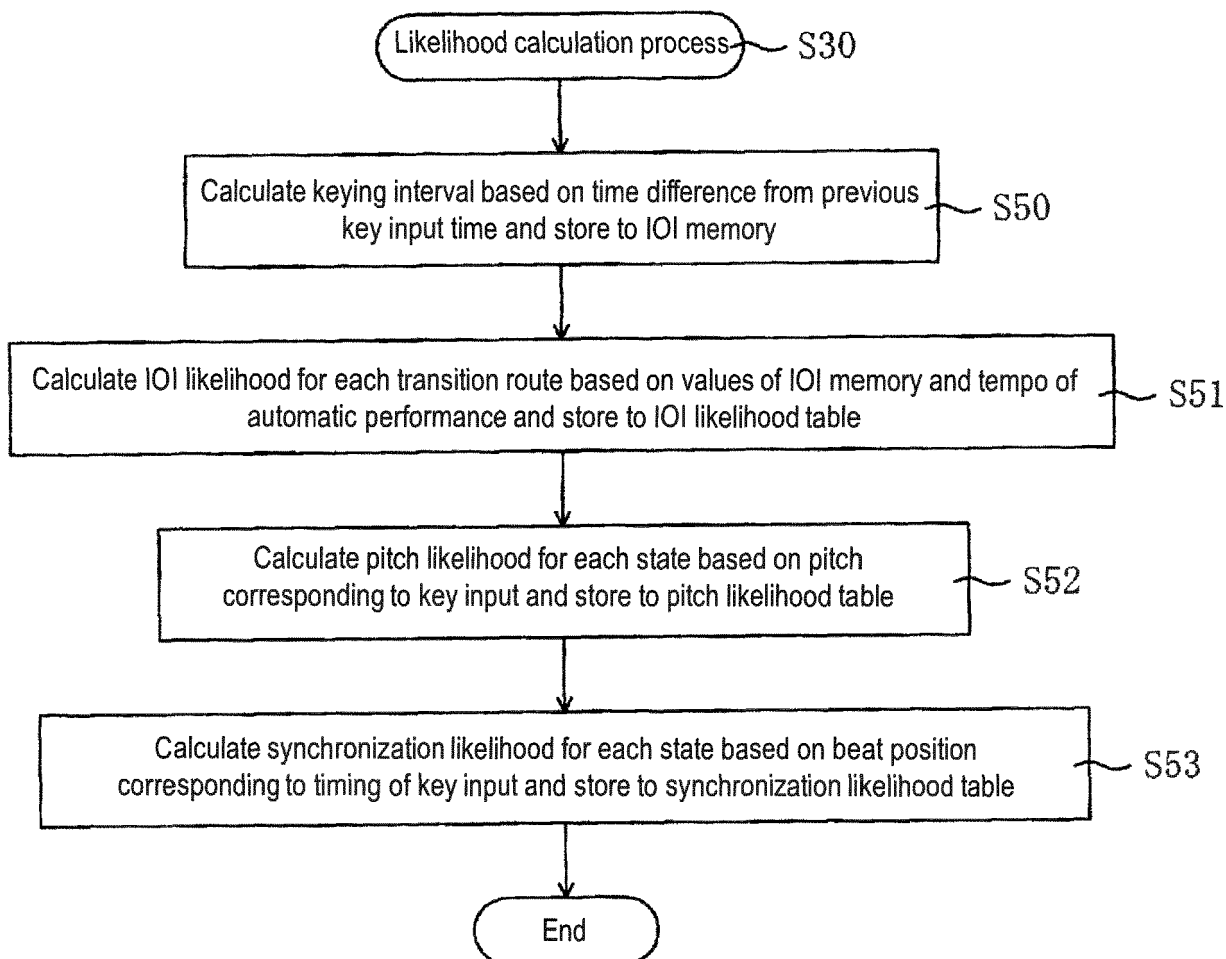 Likelihood calculation process
S30
Calculate keying interval based on time difference from previous
key input time and store to IOI memory
S50
Calculate IOI likelihood for each transition route based on values of IOI memory and tempo of
automatic performance and store to IOI likelihood table
S51
Calculate pitch likelihood for each state based on pitch
corresponding to key input and store to pitch likelihood table
S52
Calculate synchronization likelihood for each state based on beat position
corresponding to timing of key input and store to synchronization likelihood table
S53
End